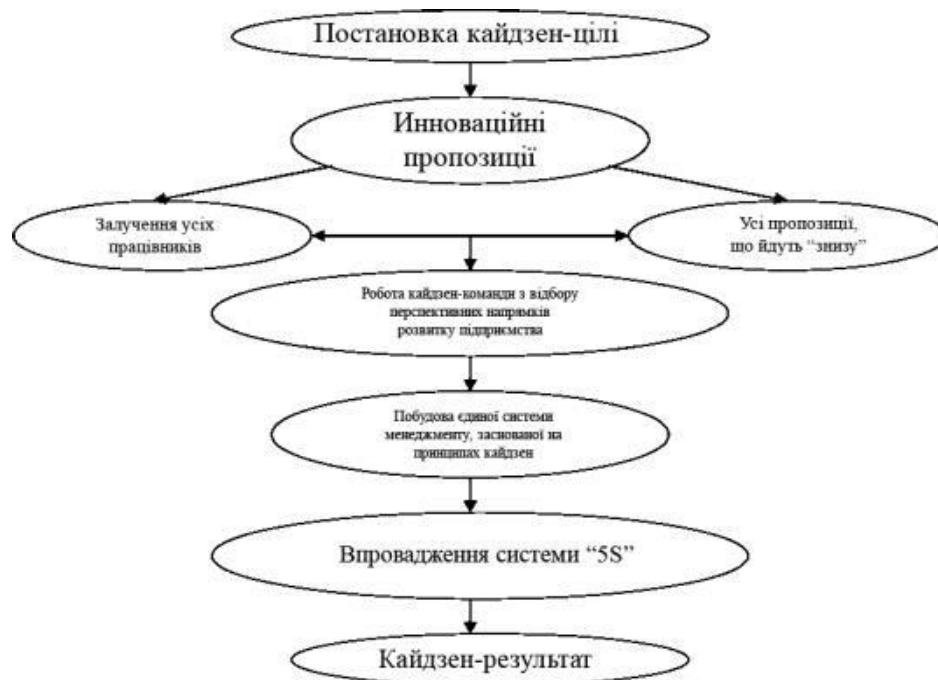 Постановка кайдзен-цілі
Инноваційні
пропозиції
Залучення усіх
працівників
Усі пропозиції,
що йдуть “знизу”
Робота кайдзен-команди з відбору
перспективних напрямків
розвитку підприємства
Побудова єдиної системи
менеджменту, заснованої на
принципах кайдзен
Впровадження системи “5S”
Кайдзен-результат